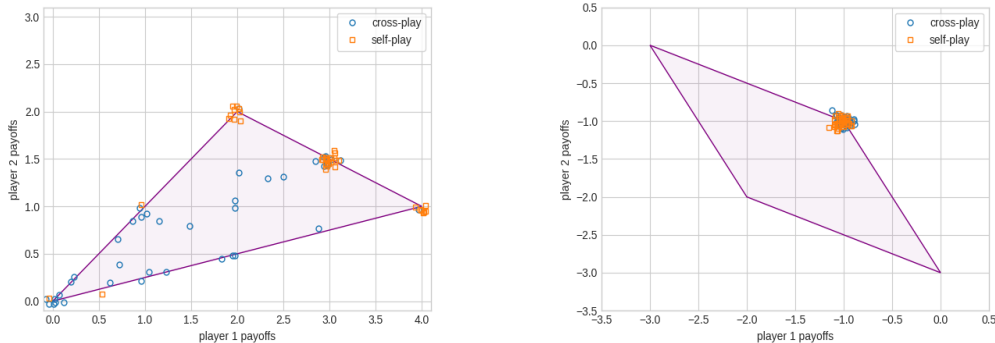 3.0
2.5
2.0
1.5
1.0
0.5
0.0
0.0 0.5 1.0 1.5 2.0 2.5 3.0 3.5 4.0
player 1 payoffs
player 2 payoffs
cross-play
self-play
0.5
0.0
−0.5
−1.0
−1.5
−2.0
−2.5
−3.0
−3.5
−3.5 −3.0 −2.5 −2.0 −1.5 −1.0 −0.5 0.0 0.5
player 1 payoffs
player 2 payoffs
cross-play
self-play